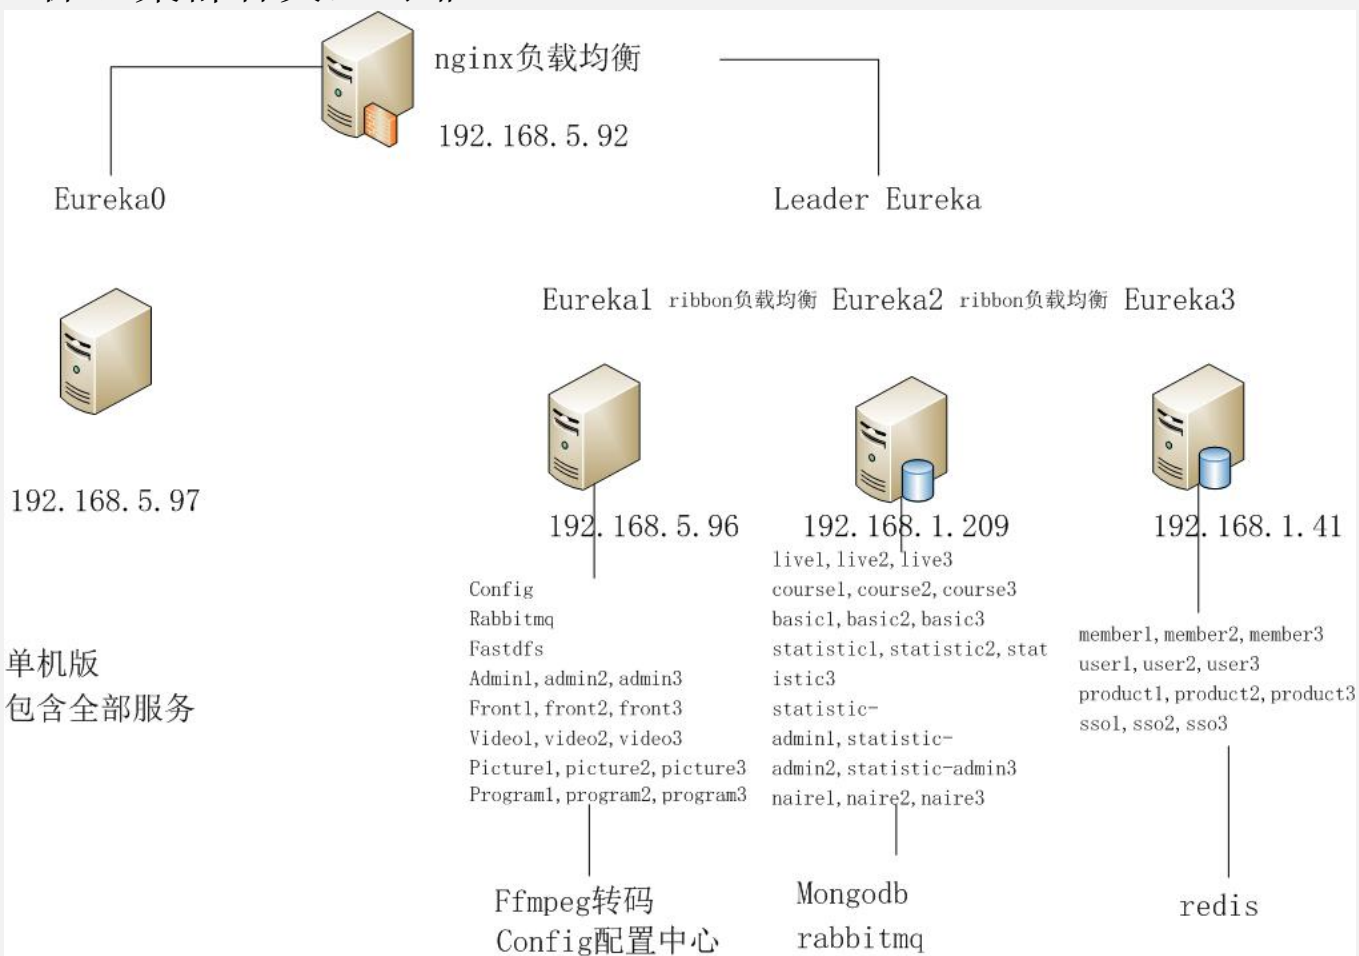 nginx负载均衡
192.168.5.92
Eureka0
Leader Eureka
Eureka1 ribbon负载均衡 Eureka2 ribbon负载均衡 Eureka3
192.168.5.97
192.168.5.96
192.168.1.209
192.168.1.41
单机版
包含全部服务
Config
Rabbitmq
Fastdfs
Admin1,admin2,admin3
Front1,front2,front3
Video1,video2,video3
Picture1,picture2,picture3
Program1,program2,program3
live1,live2,live3
course1,course2,course3
basic1,basic2,basic3
statistic1,statistic2,stat
istic3
statistic-
admin1,statistic-
admin2,statistic-admin3
naire1,naire2,naire3
member1,member2,member3
user1,user2,user3
product1,product2,product3
sso1,sso2,sso3
Ffmpeg转码
Config配置中心
Mongodb
rabbitmq
redis